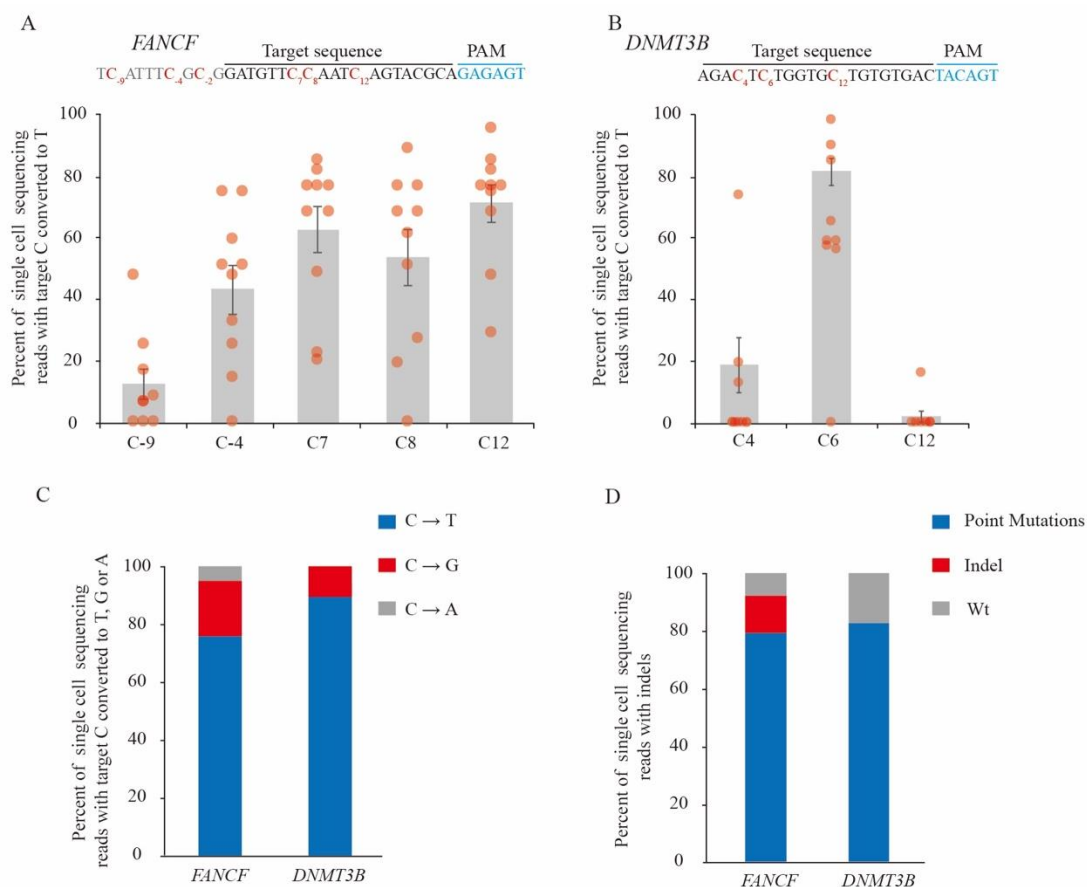 A
FANCF Target sequence PAM
TC-9ATTTC-4GC-2GGATGTTC7C8AATC12AGTACGCAGAGAGT
Percent of single cell sequencing
reads with target C converted to T
100
80
60
40
20
0
C-9 C-4 C7 C8 C12
B
DNMT3B Target sequence PAM
AGAC4TC6TGGTGC12TGTGTGACTACAGT
Percent of single cell sequencing
reads with target C converted to T
100
80
60
40
20
0
C4 C6 C12
C
C → T
C → G
C → A
Percent of single cell sequencing
reads with target C converted to T, G or A
100
80
60
40
20
0
FANCF DNMT3B
D
Point Mutations
Indel
Wt
Percent of single cell sequencing
reads with indels
100
80
60
40
20
0
FANCF DNMT3B